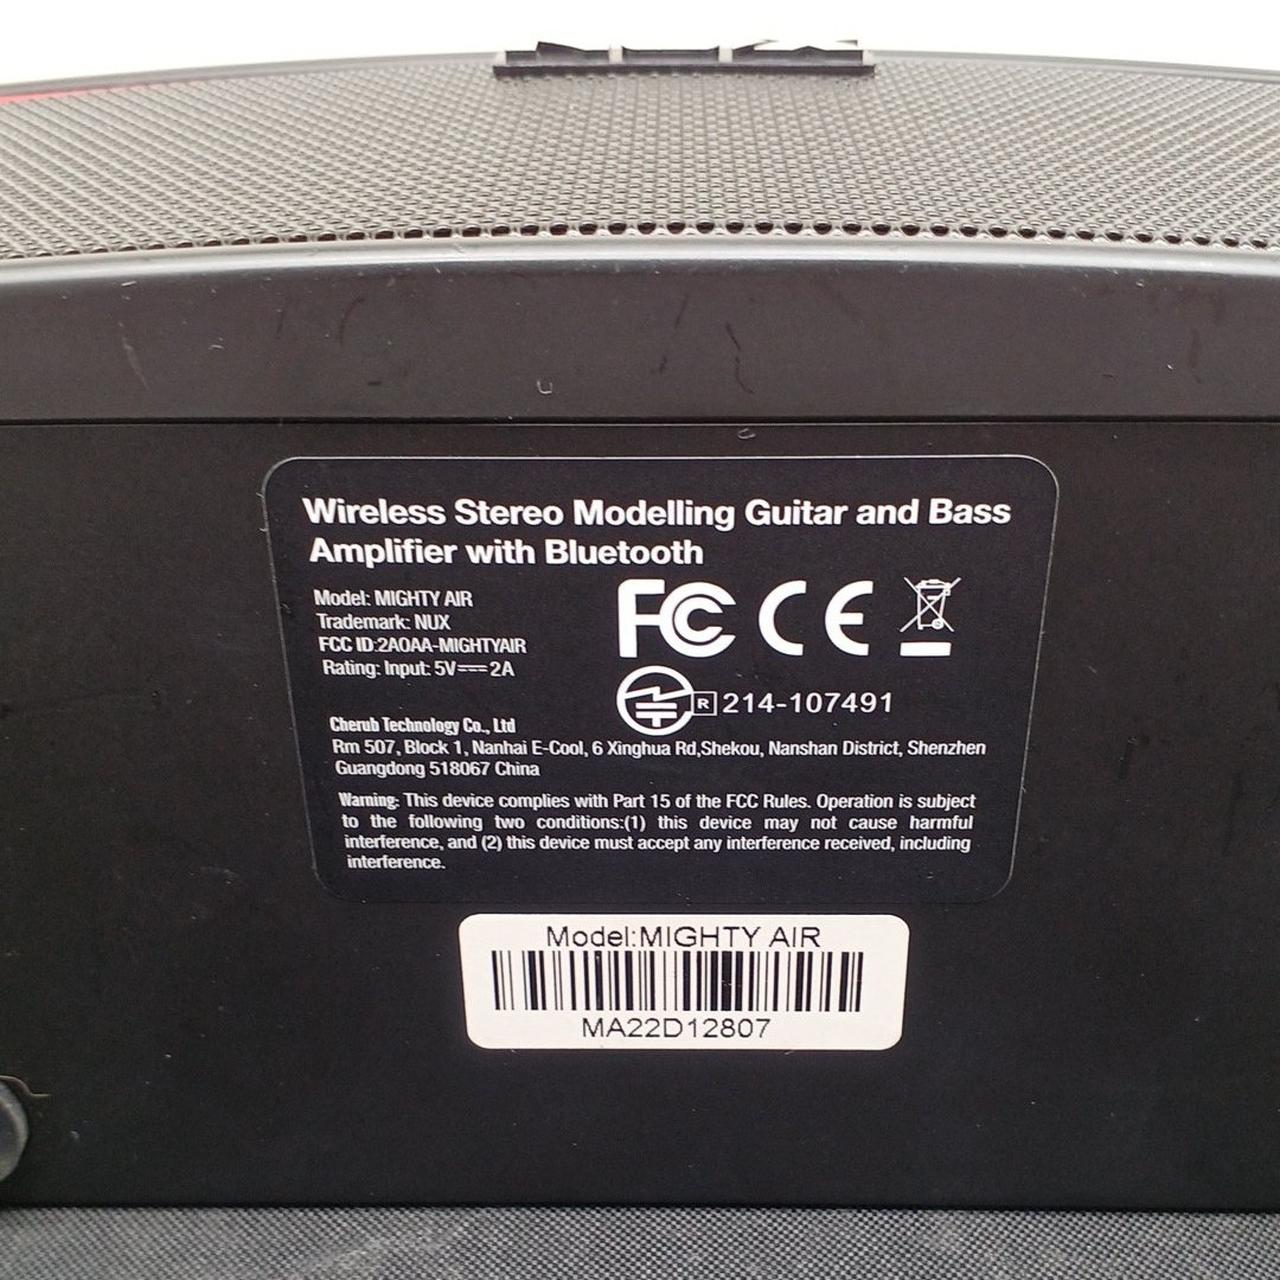 Wireless Stereo Modelling Guitar and Bass
Amplifier with Bluetooth
Model: MIGHTY AIR
Trademark: NUX
FCC ID:2AOAA-MIGHTYAIR
Rating: Input: 5V⎓2A
FC CE
R 214-107491
Cherub Technology Co., Ltd
Rm 507, Block 1, Nanhai E-Cool, 6 Xinghua Rd,Shekou, Nanshan District, Shenzhen
Guangdong 518067 China
Warning: This device complies with Part 15 of the FCC Rules. Operation is subject
to the following two conditions:(1) this device may not cause harmful
interference, and (2) this device must accept any interference received, including
interference.
Model:MIGHTY AIR
MA22D12807